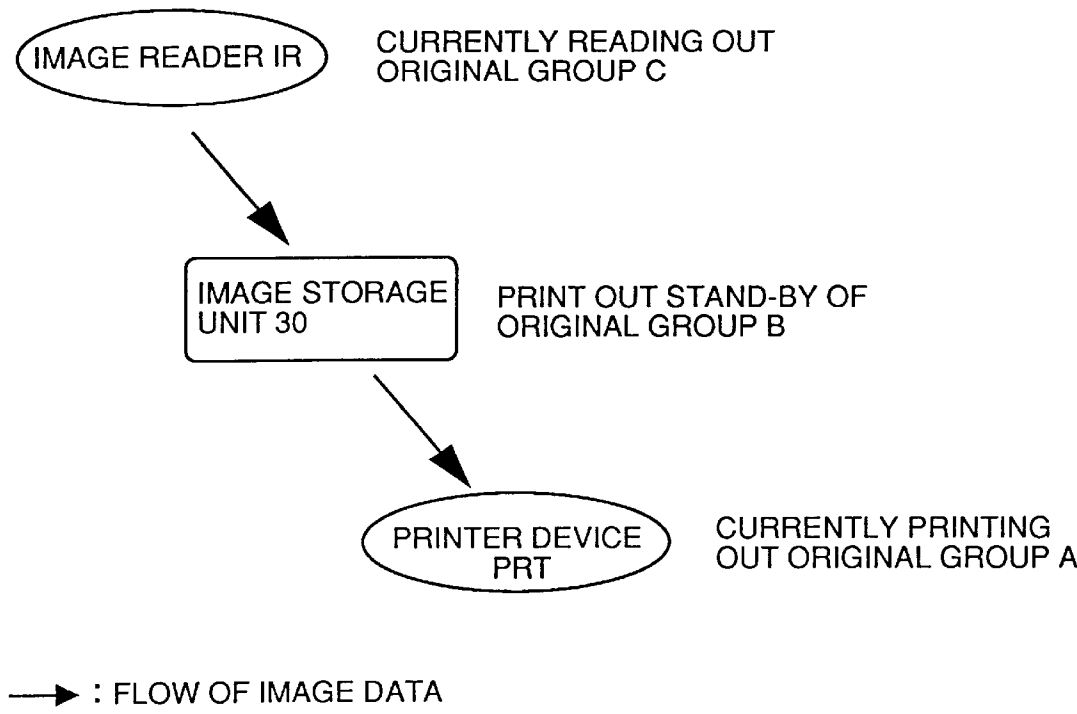 IMAGE READER IR
CURRENTLY READING OUT
ORIGINAL GROUP C
IMAGE STORAGE
UNIT 30
PRINT OUT STAND-BY OF
ORIGINAL GROUP B
PRINTER DEVICE
PRT
CURRENTLY PRINTING
OUT ORIGINAL GROUP A
: FLOW OF IMAGE DATA